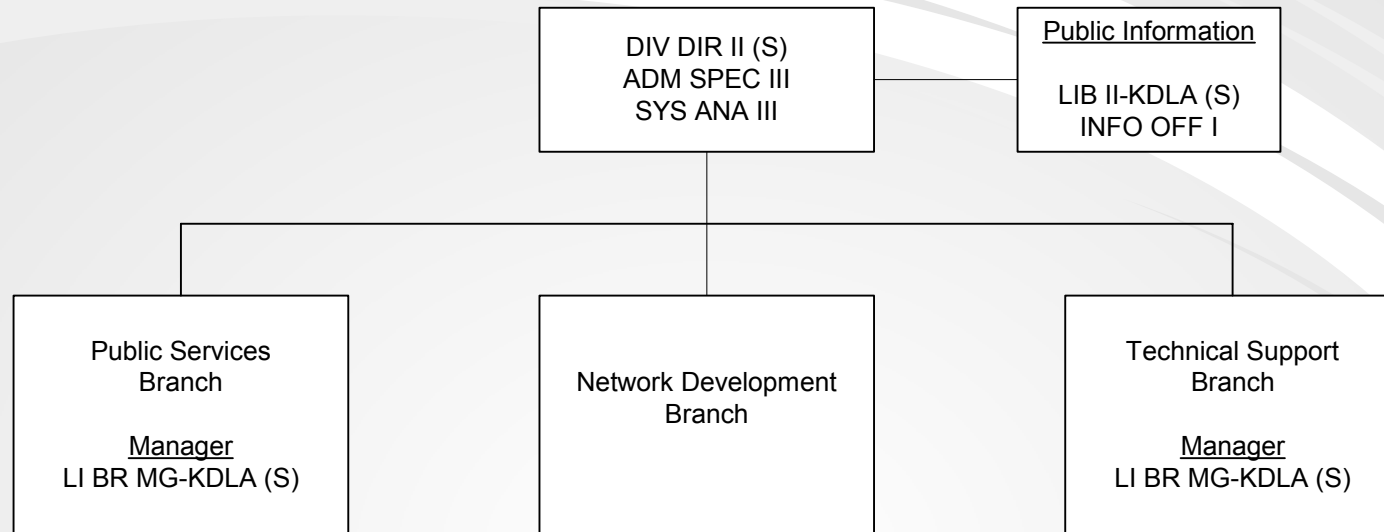 DIV DIR II (S)
ADM SPEC III
SYS ANA III
Public Information
LIB II-KDLA (S)
INFO OFF I
Public Services
Branch
Manager
LI BR MG-KDLA (S)
Network Development
Branch
Technical Support
Branch
Manager
LI BR MG-KDLA (S)